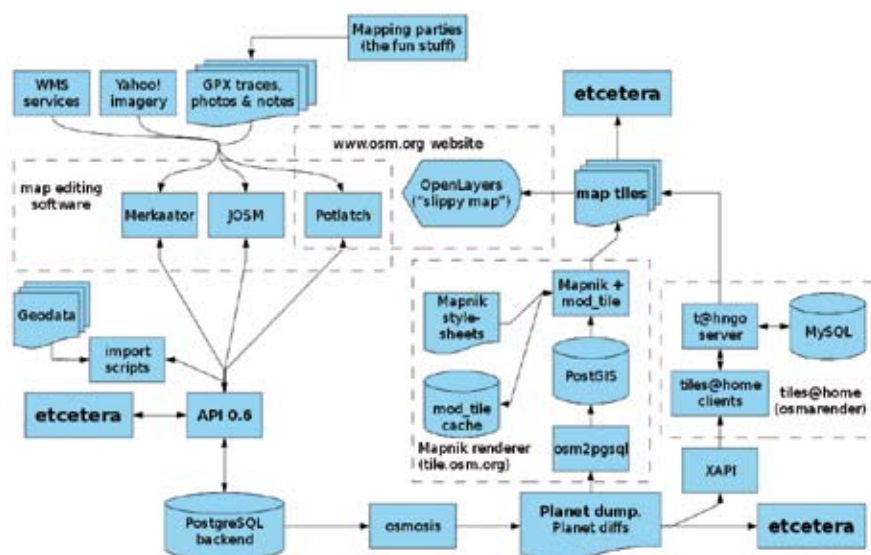 Mapping parties
(the fun stuff)
WMS
services
Yahoo!
imagery
GPX traces,
photos & notes
etcetera
www.osm.org website
map editing
software
OpenLayers
("slippy map")
map tiles
Merkaator
JOSM
Potlatch
Geodata
import
scripts
Mapnik
style-
sheets
Mapnik +
mod_tile
t@hngo
server
MySQL
PostGIS
etcetera
API 0.6
mod_tile
cache
tiles@home
clients
tiles@home
(osmarender)
Mapnik renderer
(tile.osm.org)
osm2pgsql
XAPI
PostgreSQL
backend
osmosis
Planet dump.
Planet diffs
etcetera